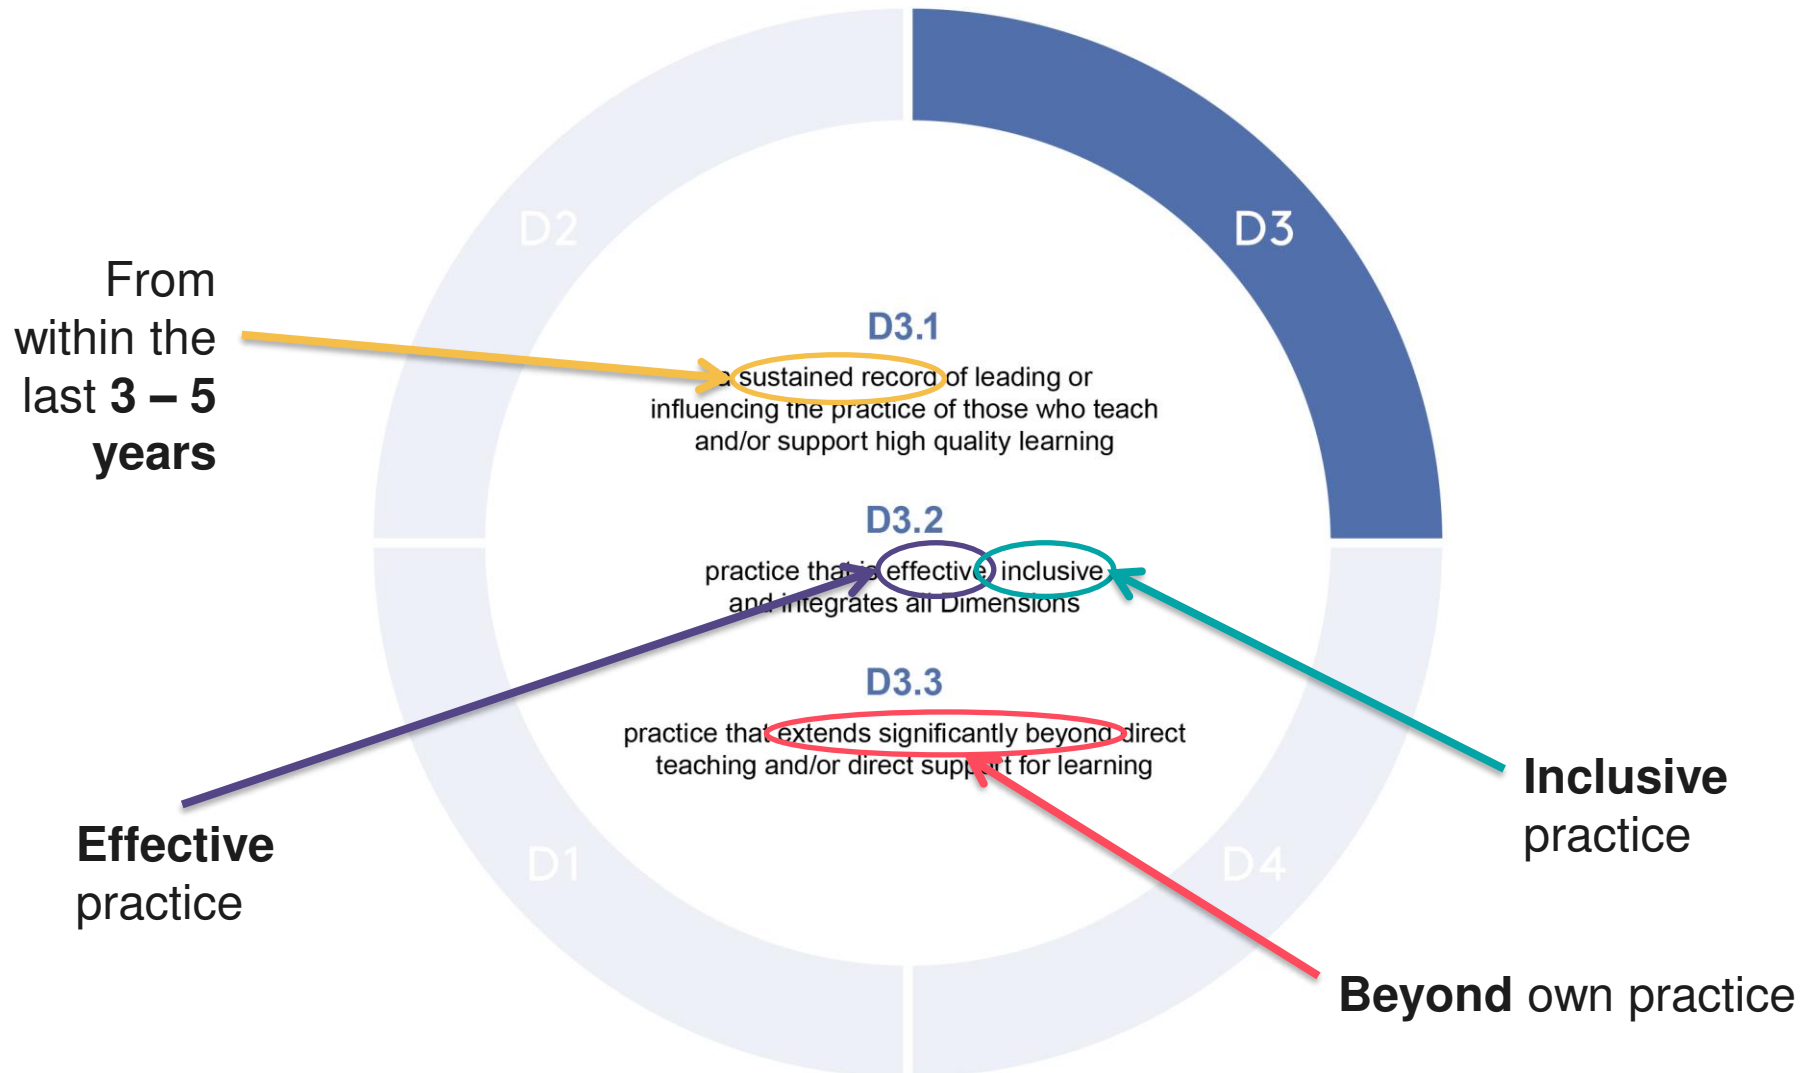 D2
D3
From
within the
last 3 – 5
years
D3.1
a sustained record of leading or
influencing the practice of those who teach
and/or support high quality learning
D3.2
practice that is effective inclusive
and integrates all Dimensions
D3.3
practice that extends significantly beyond direct
teaching and/or direct support for learning
Effective
practice
Inclusive
practice
D1
D4
Beyond own practice